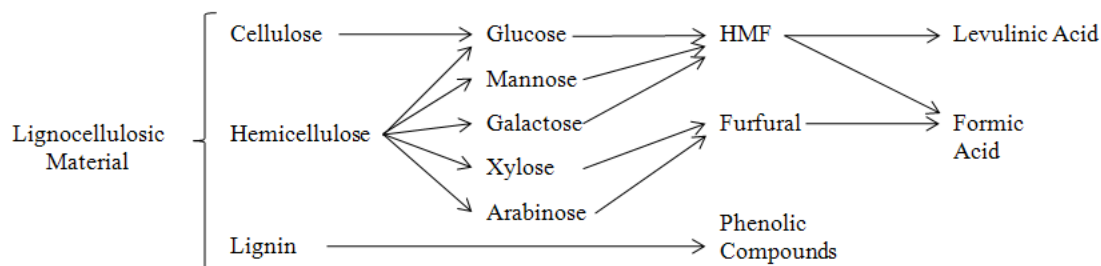 Cellulose
Glucose
HMF
Levulinic Acid
Mannose
Lignocellulosic
Material
Hemicellulose
Galactose
Furfural
Formic
Acid
Xylose
Arabinose
Lignin
Phenolic
Compounds